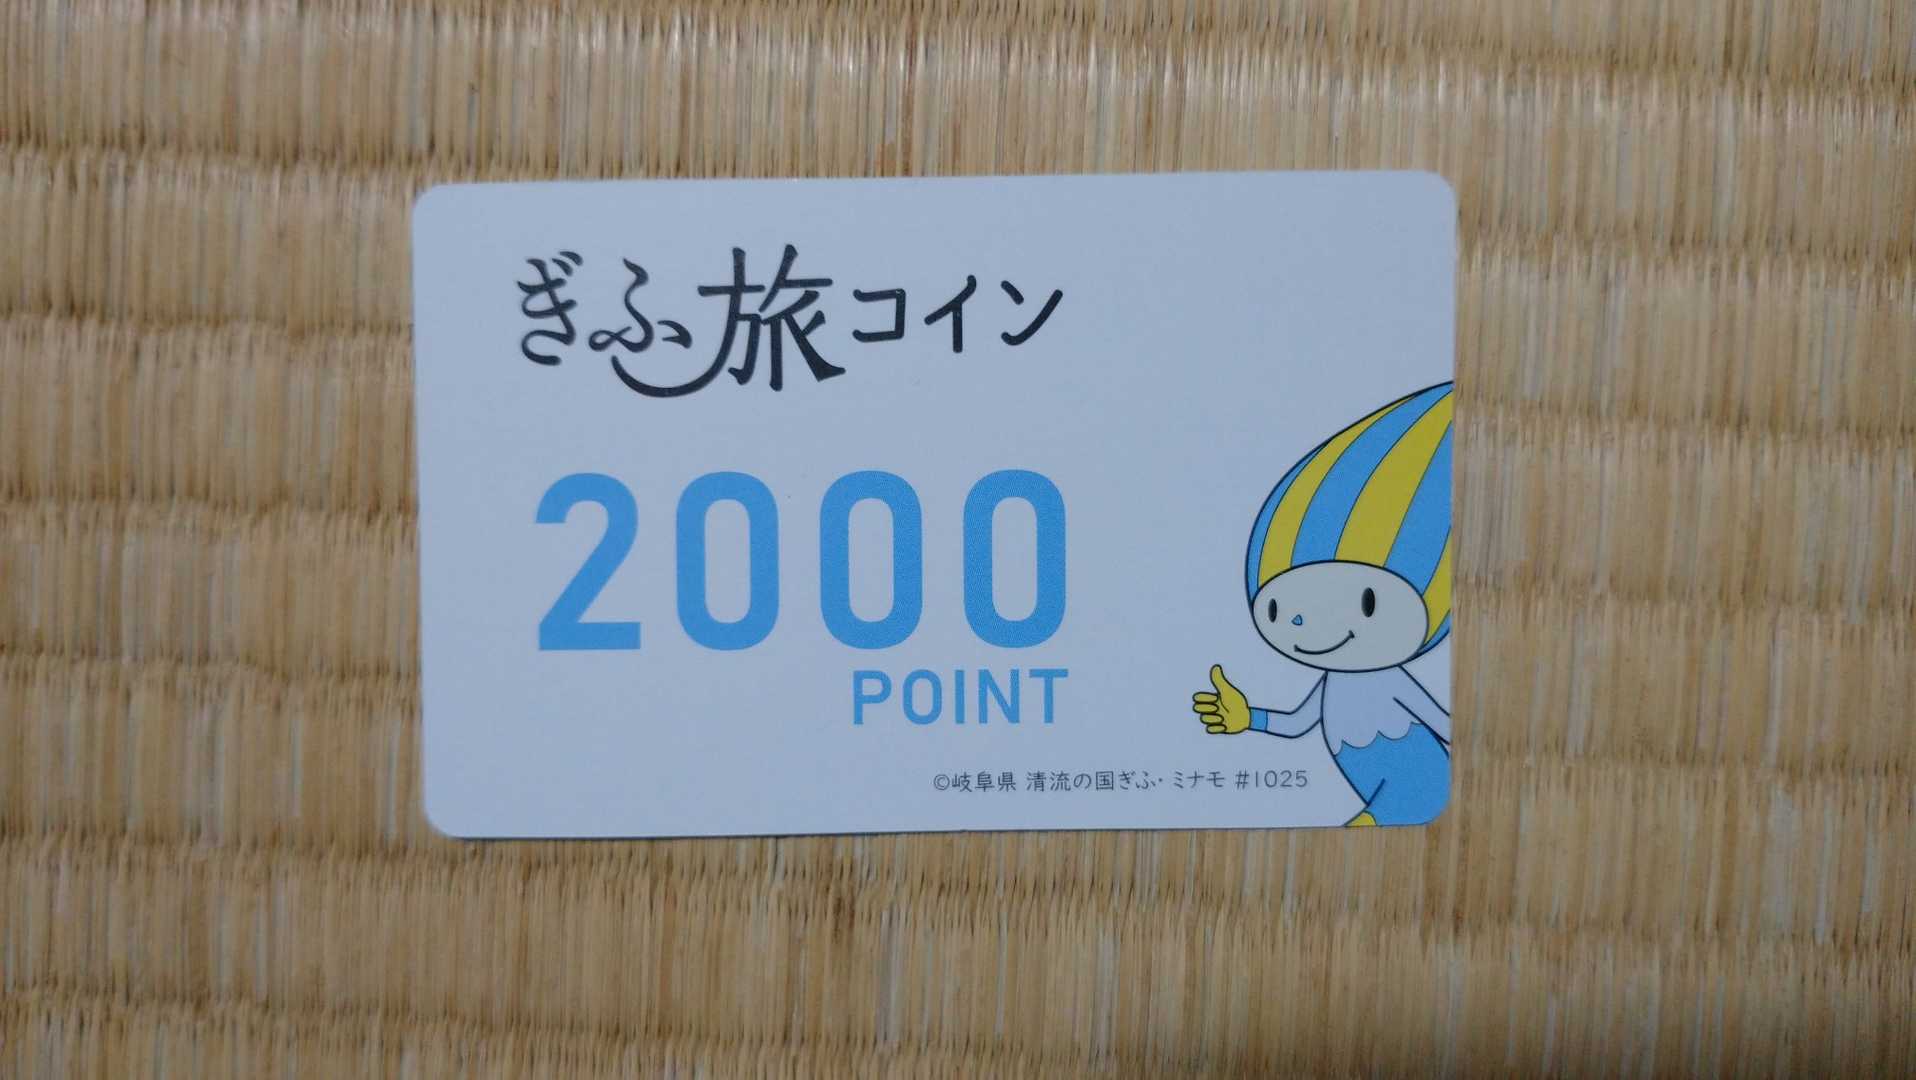 ぎふ旅コイン
2000
POINT
©岐阜県 清流の国ぎふ・ミナモ #1025